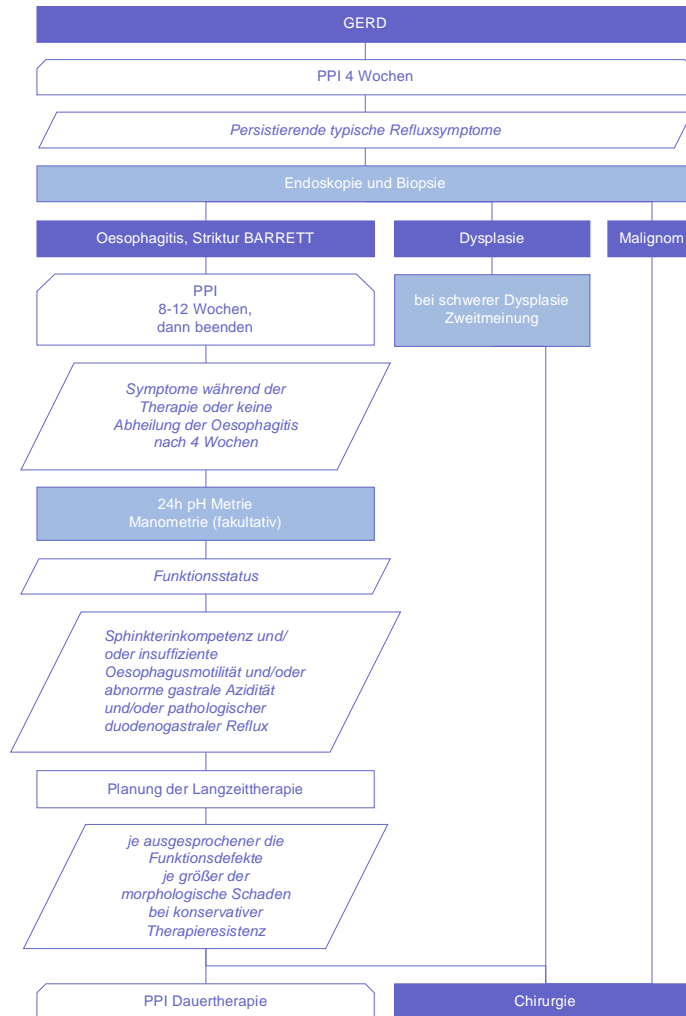 GERD
PPI 4 Wochen
Persistierende typische Refluxsymptome
Endoskopie und Biopsie
Oesophagitis, Striktur BARRETT
Dysplasie
Malignom
PPI
8-12 Wochen,
dann beenden
bei schwerer Dysplasie
Zweitmeinung
Symptome während der
Therapie oder keine
Abheilung der Oesophagitis
nach 4 Wochen
24h pH Metrie
Manometrie (fakultativ)
Funktionsstatus
Sphinkterinkompetenz und/
oder insuffiziente
Oesophagusmotilität und/oder
abnorme gastrale Azidität
und/oder pathologischer
duodenogastraler Reflux
Planung der Langzeittherapie
je ausgesprochener die
Funktionsdefekte
je größer der
morphologische Schaden
bei konservativer
Therapieresistenz
PPI Dauertherapie
Chirurgie